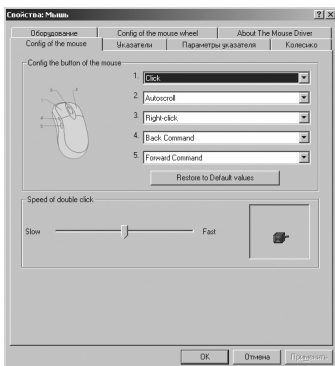 Свойства: Мышь
Оборудование
Config of the mouse wheel
About The Mouse Driver
Config of the mouse
Указатели
Параметры указателя
Колесико
Config the button of the mouse
1. Click
2. Autoscroll
3. Right-click
4. Back Command
5. Forward Command
Restore to Default values
Speed of double click.
Slow
Fast
OK
Отмена
Применить